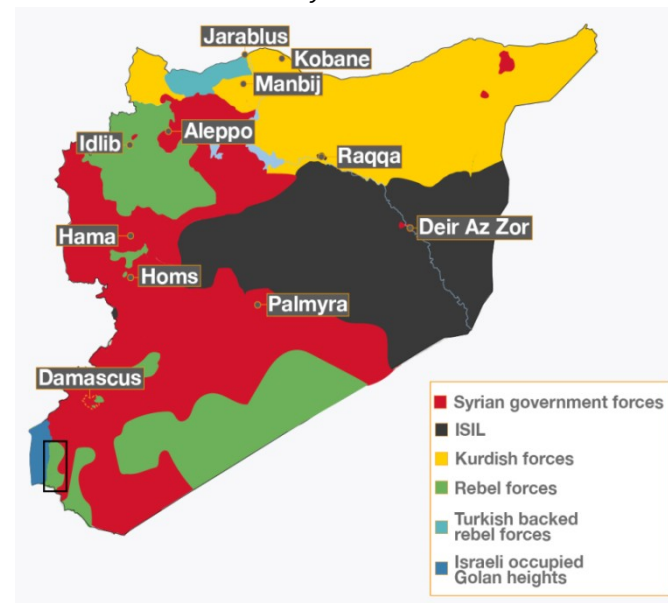 Jarablus
Kobane
Manbij
Aleppo
Idlib
Raqqa
Hama
Deir Az Zor
Homs
Palmyra
Damascus
Syrian government forces
ISIL
Kurdish forces
Rebel forces
Turkish backed
rebel forces
Israeli occupied
Golan heights